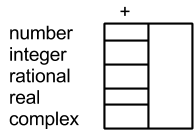 +
number
integer
rational
real
complex